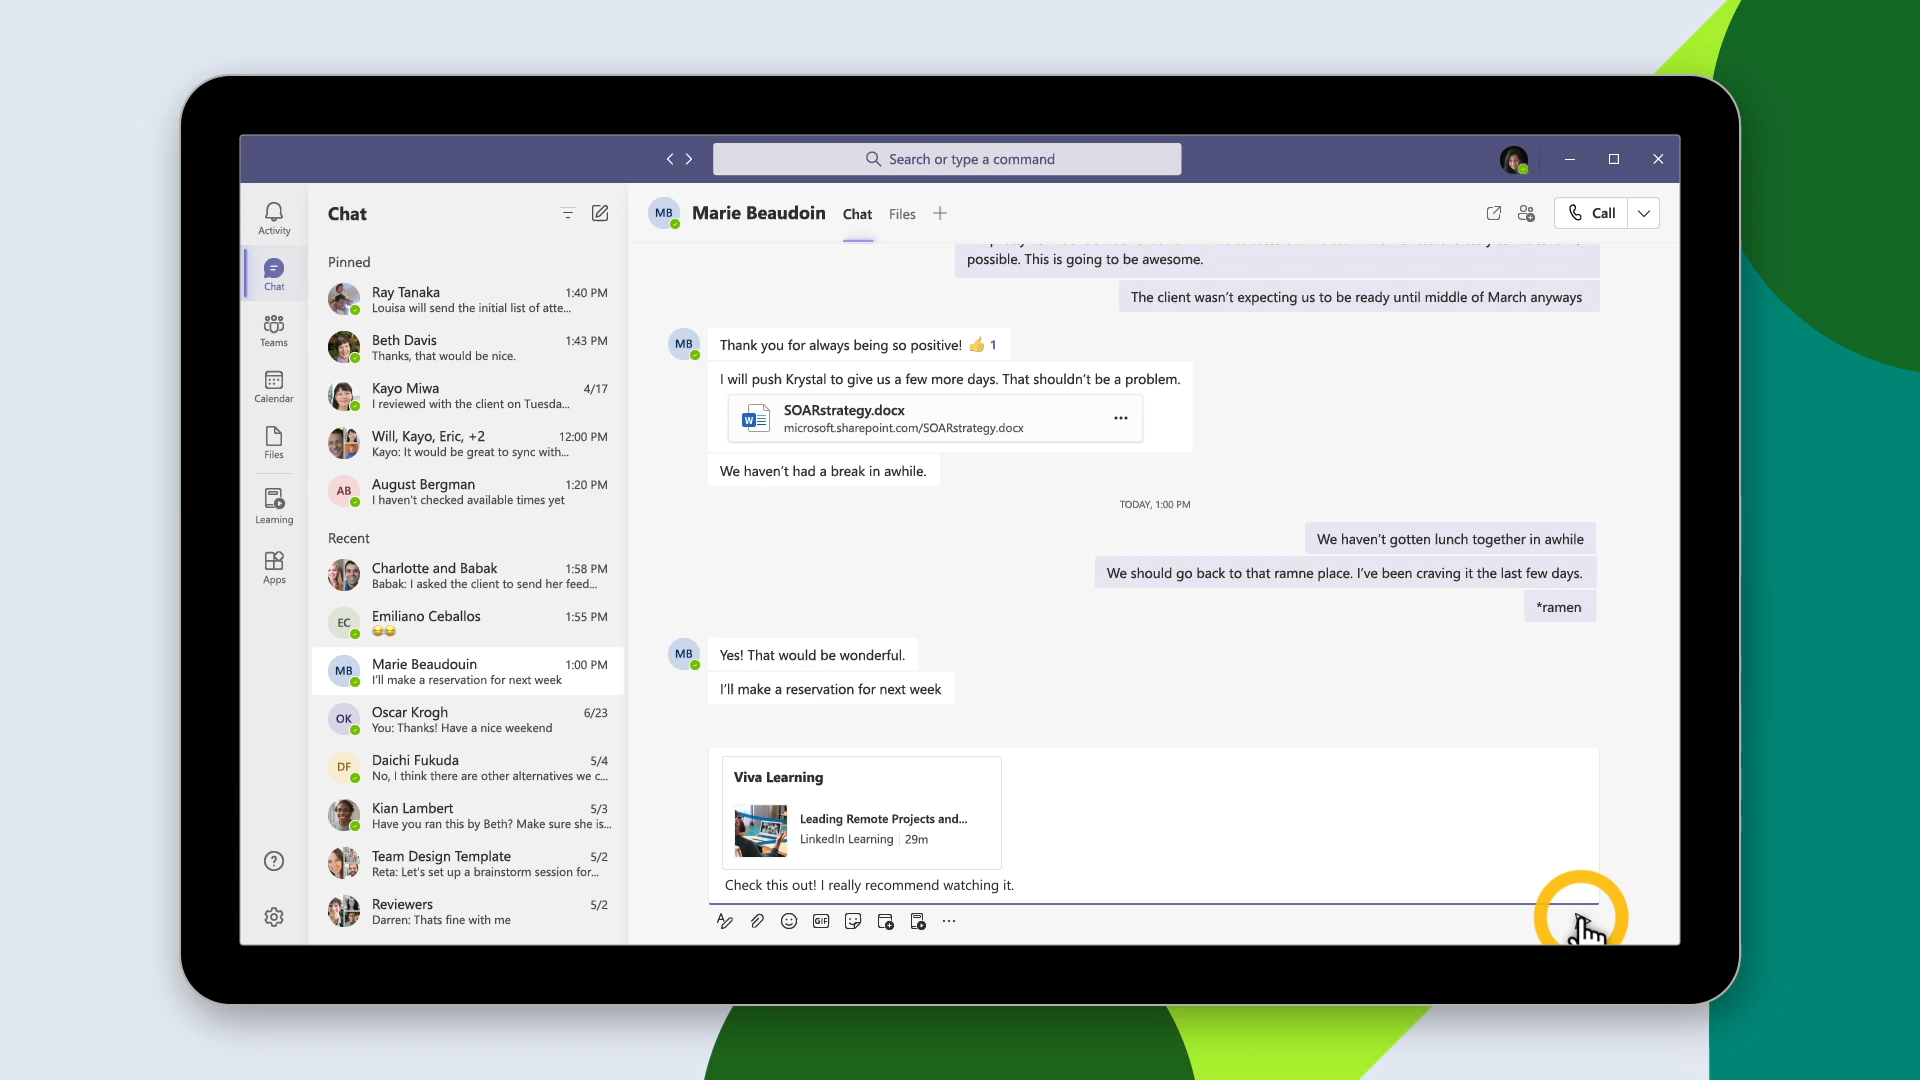 Search or type a command
Activity
Chat
Teams
Calendar
Files
Learning
Apps
Chat
Pinned
Ray Tanaka 1:40 PM
Louisa will send the initial list of atte...
Beth Davis 1:43 PM
Thanks, that would be nice.
Kayo Miwa 4/17
I reviewed with the client on Tuesda...
Will, Kayo, Eric, +2 12:00 PM
Kayo: It would be great to sync with...
AB
August Bergman 1:20 PM
I haven't checked available times yet
Recent
Charlotte and Babak 1:58 PM
Babak: I asked the client to send her feed...
EC
Emiliano Ceballos 1:55 PM
😂😂
MB
Marie Beaudouin 1:00 PM
I'll make a reservation for next week
OK
Oscar Krogh 6/23
You: Thanks! Have a nice weekend
DF
Daichi Fukuda 5/4
No, I think there are other alternatives we c...
Kian Lambert 5/3
Have you ran this by Beth? Make sure she is...
Team Design Template 5/2
Reta: Let's set up a brainstorm session for...
Reviewers 5/2
Darren: Thats fine with me
MB Marie Beaudoin Chat Files Call
possible. This is going to be awesome.
The client wasn't expecting us to be ready until middle of March anyways
MB
Thank you for always being so positive! 👍 1
I will push Krystal to give us a few more days. That shouldn't be a problem.
W
SOARstrategy.docx
microsoft.sharepoint.com/SOARstrategy.docx
We haven't had a break in awhile.
TODAY, 1:00 PM
We haven't gotten lunch together in awhile
We should go back to that ramne place. I've been craving it the last few days.
*ramen
MB
Yes! That would be wonderful.
I'll make a reservation for next week
Viva Learning
Leading Remote Projects and...
LinkedIn Learning | 29m
Check this out! I really recommend watching it.
GIF